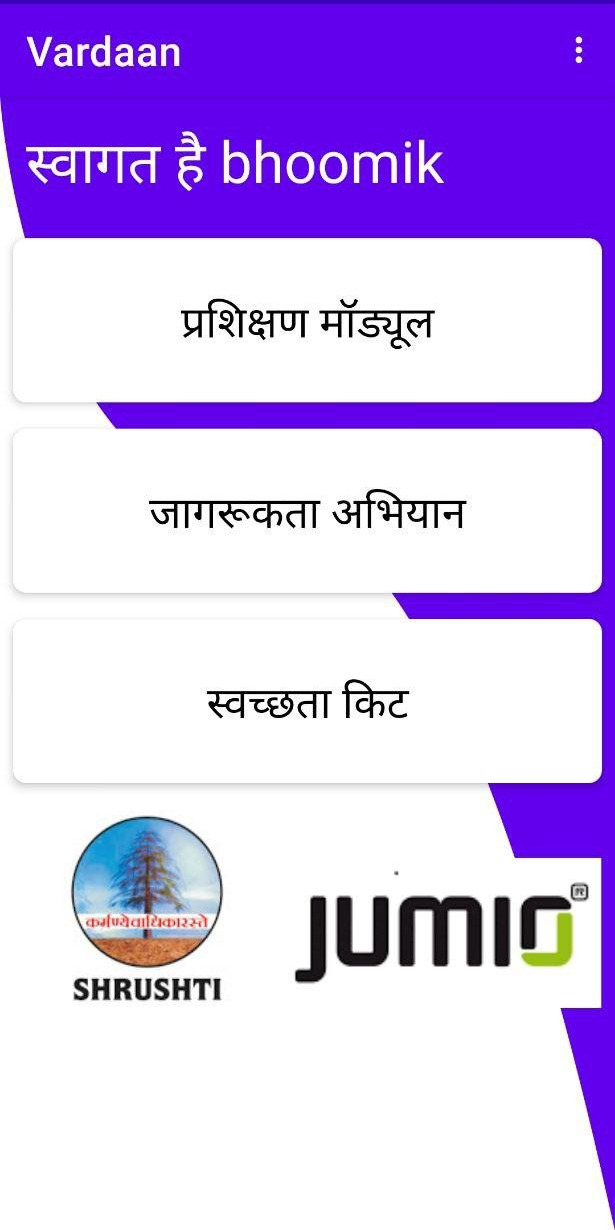 Vardaan
स्वागत है bhoomik
प्रशिक्षण मॉड्यूल
जागरूकता अभियान
स्वच्छता किट
कर्मण्येवाधिकारस्ते
SHRUSHTI
JUMIO
®